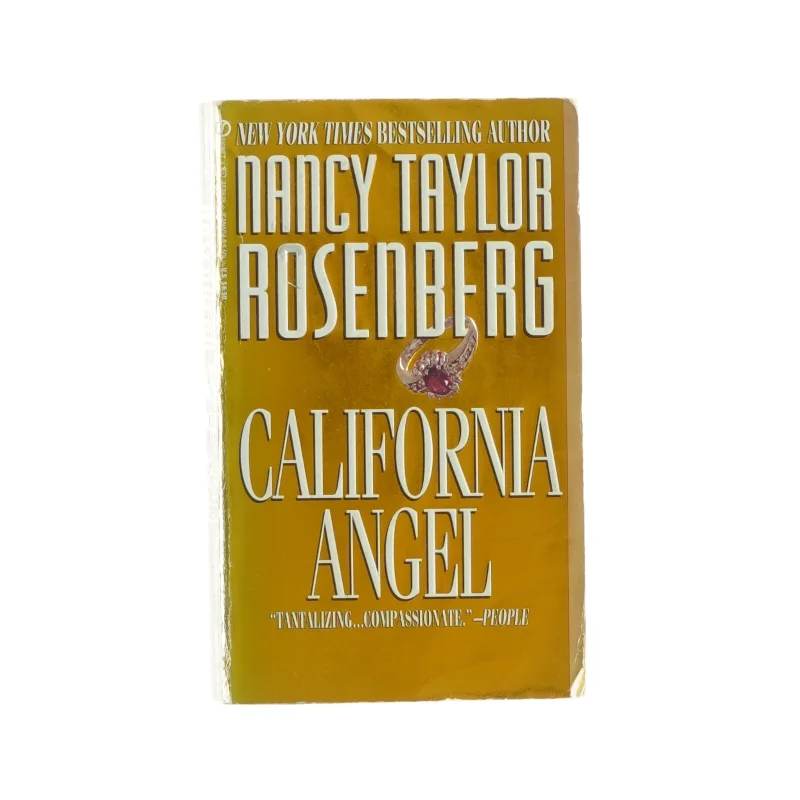 NEW YORK TIMES BESTSELLING AUTHOR
NANCY TAYLOR
ROSENBERG
CALIFORNIA
ANGEL
“TANTALIZING...COMPASSIONATE.”—PEOPLE